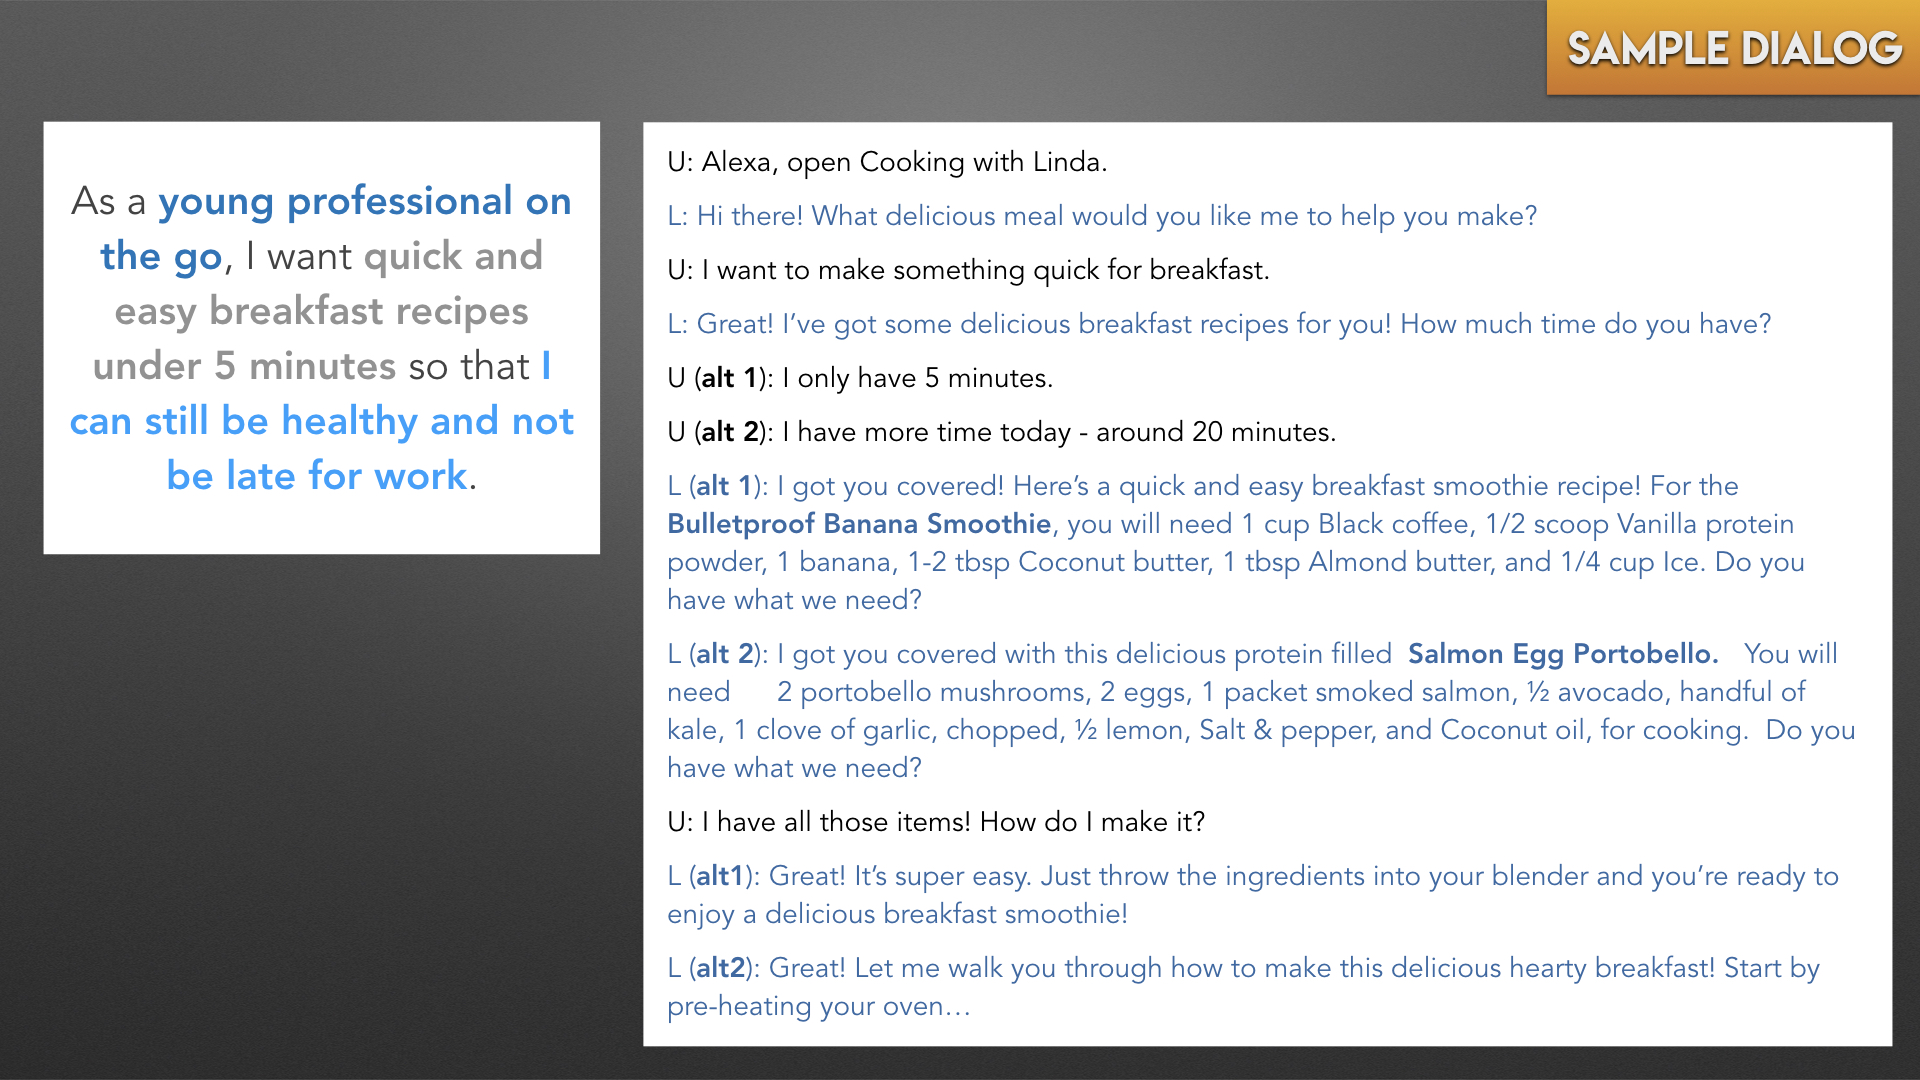 SAMPLE DIALOG
As a young professional on
the go, I want quick and
easy breakfast recipes
under 5 minutes so that I
can still be healthy and not
be late for work.
U: Alexa, open Cooking with Linda.
L: Hi there! What delicious meal would you like me to help you make?
U: I want to make something quick for breakfast.
L: Great! I’ve got some delicious breakfast recipes for you! How much time do you have?
U (alt 1): I only have 5 minutes.
U (alt 2): I have more time today - around 20 minutes.
L (alt 1): I got you covered! Here’s a quick and easy breakfast smoothie recipe! For the
Bulletproof Banana Smoothie, you will need 1 cup Black coffee, 1/2 scoop Vanilla protein
powder, 1 banana, 1-2 tbsp Coconut butter, 1 tbsp Almond butter, and 1/4 cup Ice. Do you
have what we need?
L (alt 2): I got you covered with this delicious protein filled Salmon Egg Portobello. You will
need 2 portobello mushrooms, 2 eggs, 1 packet smoked salmon, ½ avocado, handful of
kale, 1 clove of garlic, chopped, ½ lemon, Salt & pepper, and Coconut oil, for cooking. Do you
have what we need?
U: I have all those items! How do I make it?
L (alt1): Great! It’s super easy. Just throw the ingredients into your blender and you’re ready to
enjoy a delicious breakfast smoothie!
L (alt2): Great! Let me walk you through how to make this delicious hearty breakfast! Start by
pre-heating your oven…